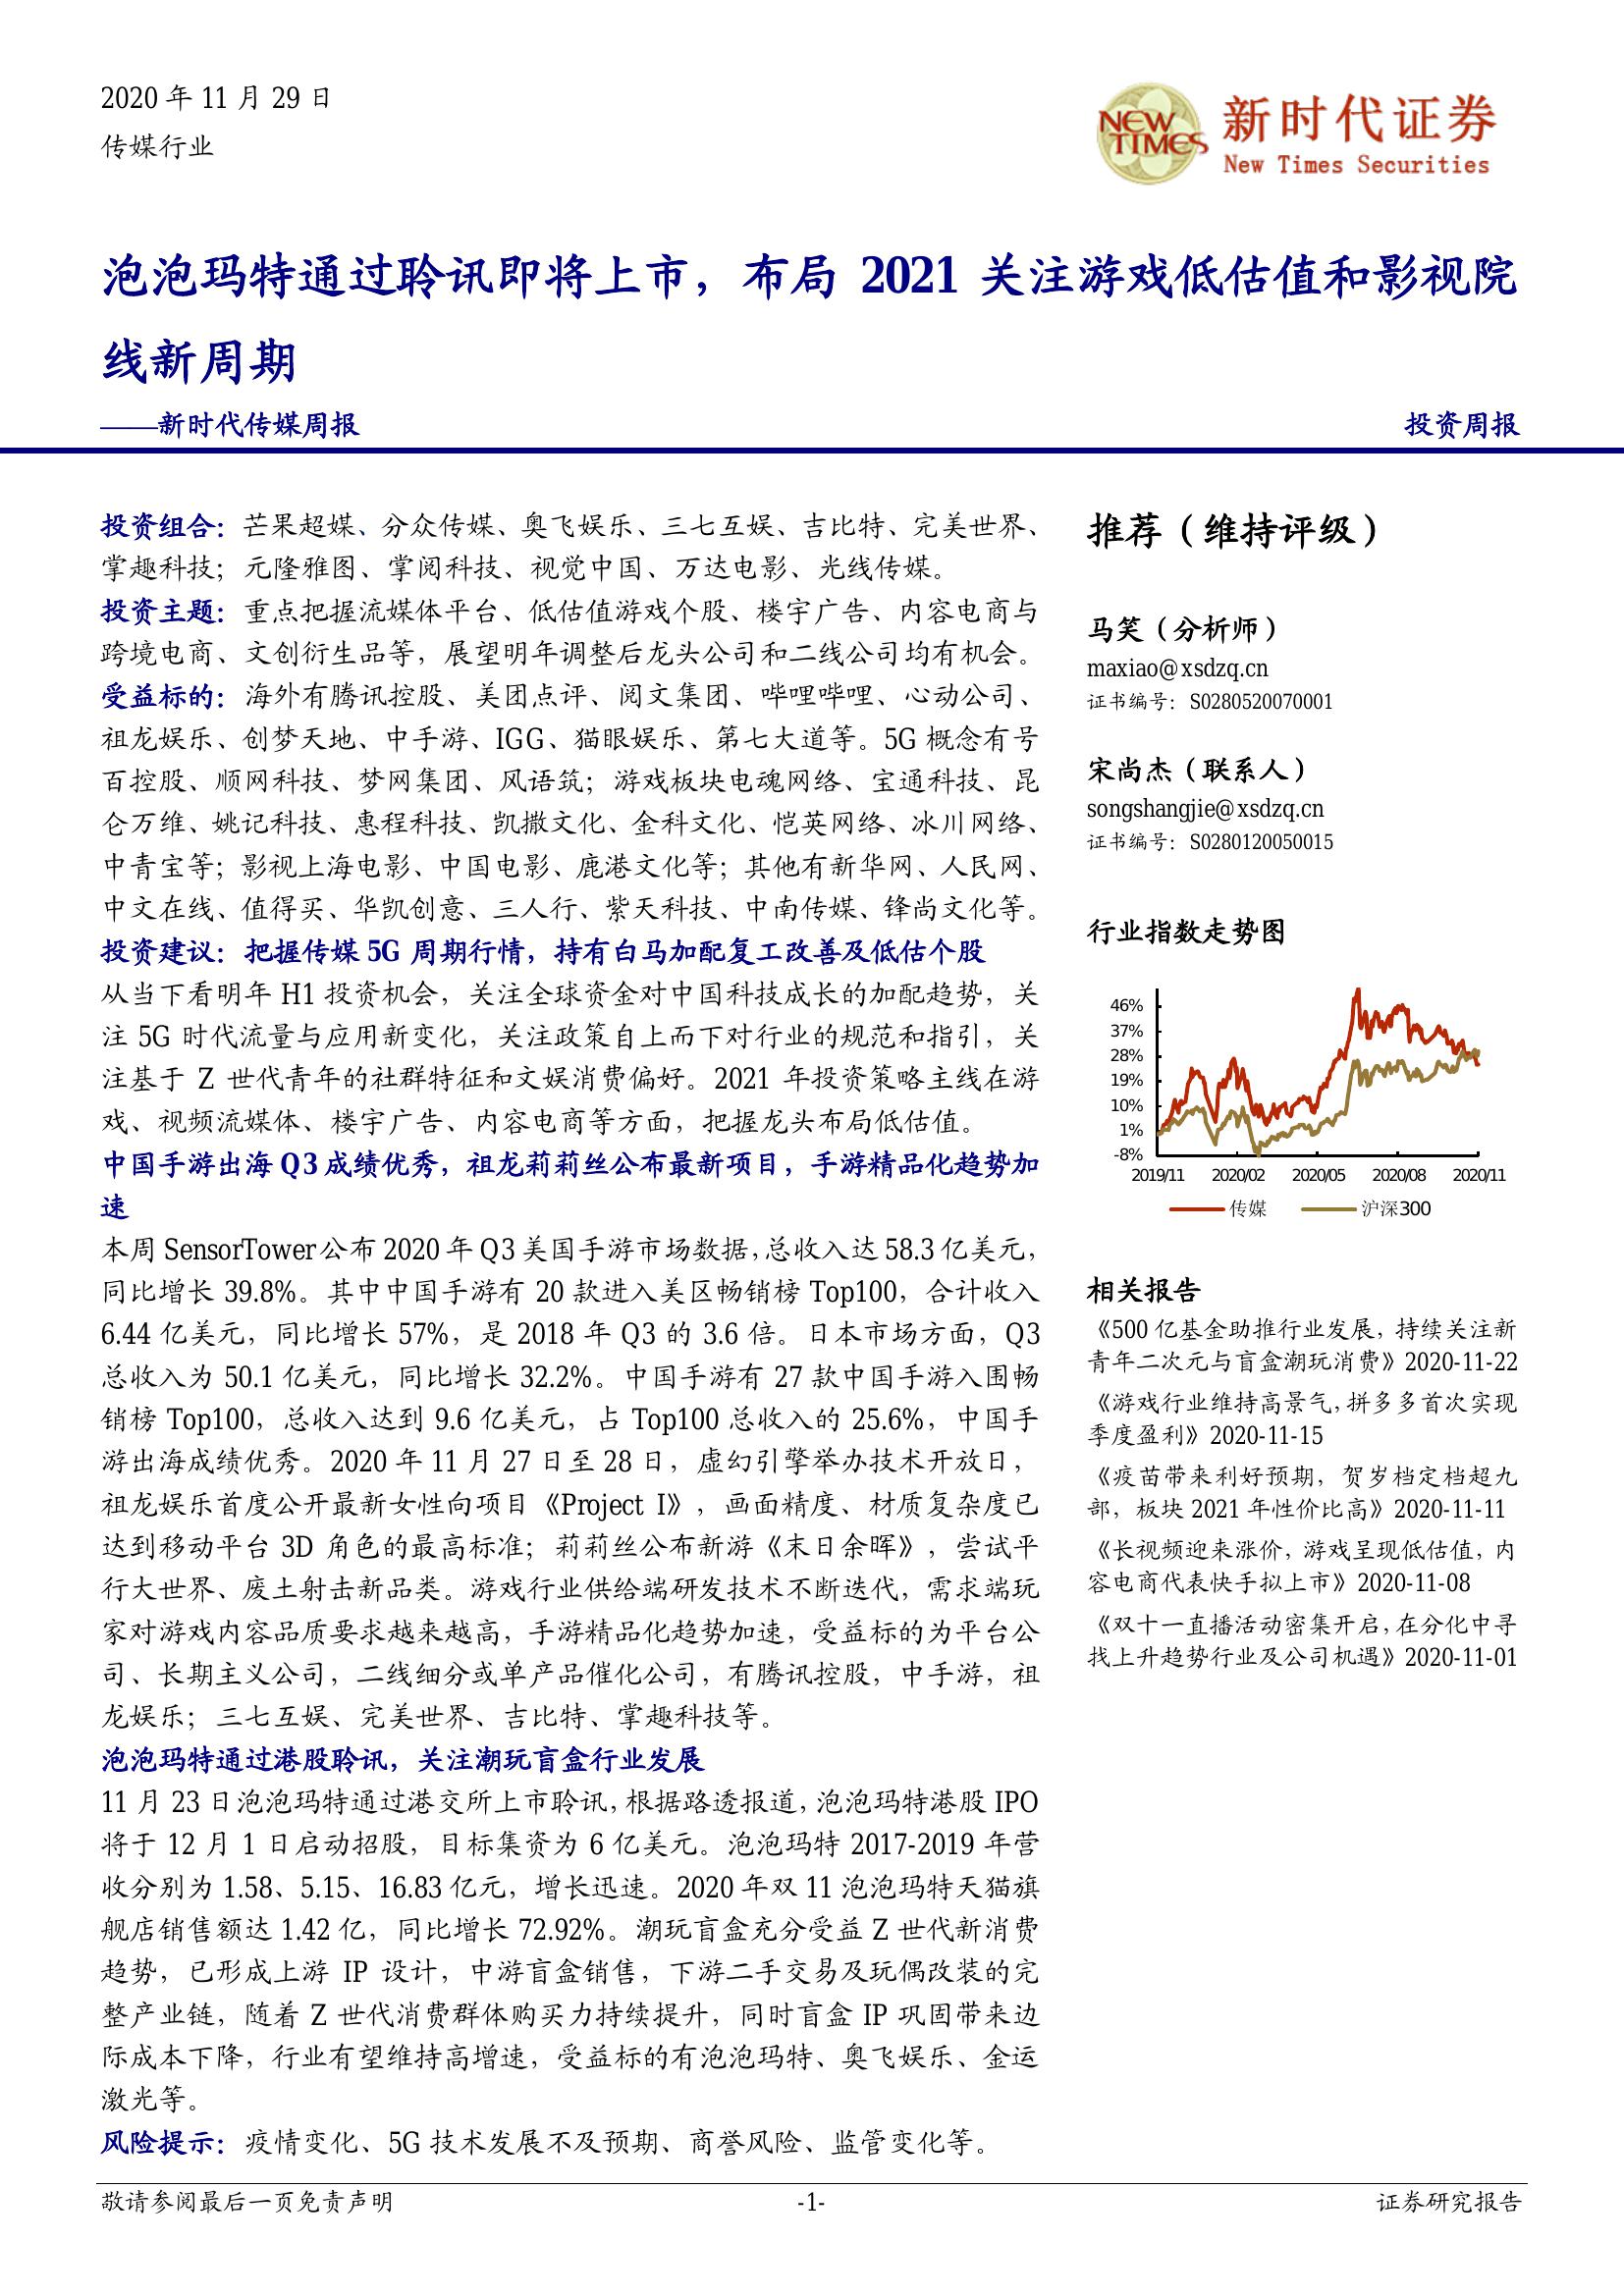 2020 年 11 月 29 日
传媒行业
NEW TIMES
新时代证券
New Times Securities
泡泡玛特通过聆讯即将上市，布局 2021 关注游戏低估值和影视院
线新周期
——新时代传媒周报
投资周报
投资组合：芒果超媒、分众传媒、奥飞娱乐、三七互娱、吉比特、完美世界、
掌趣科技；元隆雅图、掌阅科技、视觉中国、万达电影、光线传媒。
投资主题：重点把握流媒体平台、低估值游戏个股、楼宇广告、内容电商与
跨境电商、文创衍生品等，展望明年调整后龙头公司和二线公司均有机会。
受益标的：海外有腾讯控股、美团点评、阅文集团、哔哩哔哩、心动公司、
祖龙娱乐、创梦天地、中手游、IGG、猫眼娱乐、第七大道等。5G 概念有号
百控股、顺网科技、梦网集团、风语筑；游戏板块电魂网络、宝通科技、昆
仑万维、姚记科技、惠程科技、凯撒文化、金科文化、恺英网络、冰川网络、
中青宝等；影视上海电影、中国电影、鹿港文化等；其他有新华网、人民网、
中文在线、值得买、华凯创意、三人行、紫天科技、中南传媒、锋尚文化等。
投资建议：把握传媒 5G 周期行情，持有白马加配复工改善及低估个股
从当下看明年 H1 投资机会，关注全球资金对中国科技成长的加配趋势，关
注 5G 时代流量与应用新变化，关注政策自上而下对行业的规范和指引，关
注基于 Z 世代青年的社群特征和文娱消费偏好。2021 年投资策略主线在游
戏、视频流媒体、楼宇广告、内容电商等方面，把握龙头布局低估值。
中国手游出海 Q3 成绩优秀，祖龙莉莉丝公布最新项目，手游精品化趋势加
速
本周 SensorTower 公布 2020 年 Q3 美国手游市场数据，总收入达 58.3 亿美元，
同比增长 39.8%。其中中国手游有 20 款进入美区畅销榜 Top100，合计收入
6.44 亿美元，同比增长 57%，是 2018 年 Q3 的 3.6 倍。日本市场方面，Q3
总收入为 50.1 亿美元，同比增长 32.2%。中国手游有 27 款中国手游入围畅
销榜 Top100，总收入达到 9.6 亿美元，占 Top100 总收入的 25.6%，中国手
游出海成绩优秀。2020 年 11 月 27 日至 28 日，虚幻引擎举办技术开放日，
祖龙娱乐首度公开最新女性向项目《Project I》，画面精度、材质复杂度已
达到移动平台 3D 角色的最高标准；莉莉丝公布新游《末日余晖》，尝试平
行大世界、废土射击新品类。游戏行业供给端研发技术不断迭代，需求端玩
家对游戏内容品质要求越来越高，手游精品化趋势加速，受益标的为平台公
司、长期主义公司，二线细分或单产品催化公司，有腾讯控股，中手游，祖
龙娱乐；三七互娱、完美世界、吉比特、掌趣科技等。
泡泡玛特通过港股聆讯，关注潮玩盲盒行业发展
11 月 23 日泡泡玛特通过港交所上市聆讯，根据路透报道，泡泡玛特港股 IPO
将于 12 月 1 日启动招股，目标集资为 6 亿美元。泡泡玛特 2017-2019 年营
收分别为 1.58、5.15、16.83 亿元，增长迅速。2020 年双 11 泡泡玛特天猫旗
舰店销售额达 1.42 亿，同比增长 72.92%。潮玩盲盒充分受益 Z 世代新消费
趋势，已形成上游 IP 设计，中游盲盒销售，下游二手交易及玩偶改装的完
整产业链，随着 Z 世代消费群体购买力持续提升，同时盲盒 IP 巩固带来边
际成本下降，行业有望维持高增速，受益标的有泡泡玛特、奥飞娱乐、金运
激光等。
风险提示：疫情变化、5G 技术发展不及预期、商誉风险、监管变化等。
推荐（维持评级）
马笑（分析师）
maxiao@xsdzq.cn
证书编号：S0280520070001
宋尚杰（联系人）
songshangjie@xsdzq.cn
证书编号：S0280120050015
行业指数走势图
46%
37%
28%
19%
10%
1%
-8%
2019/11 2020/02 2020/05 2020/08 2020/11
传媒 沪深300
相关报告
《500 亿基金助推行业发展，持续关注新
青年二次元与盲盒潮玩消费》2020-11-22
《游戏行业维持高景气，拼多多首次实现
季度盈利》2020-11-15
《疫苗带来利好预期，贺岁档定档超九
部，板块 2021 年性价比高》2020-11-11
《长视频迎来涨价，游戏呈现低估值，内
容电商代表快手拟上市》2020-11-08
《双十一直播活动密集开启，在分化中寻
找上升趋势行业及公司机遇》2020-11-01
敬请参阅最后一页免责声明
-1-
证券研究报告